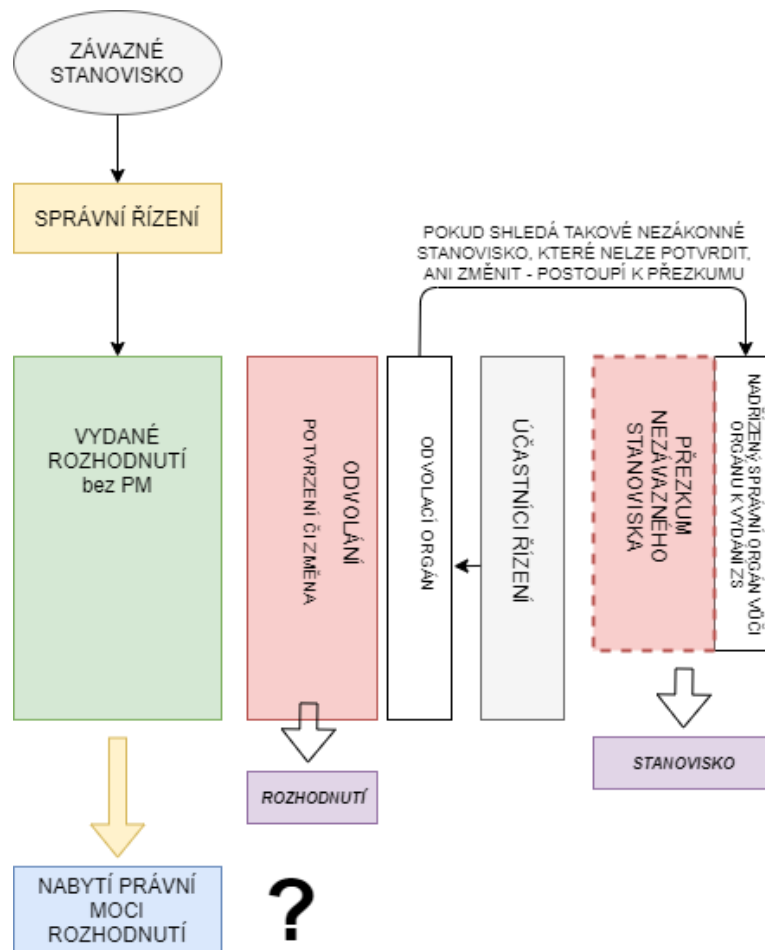 ZÁVAZNÉ
STANOVISKO
SPRÁVNÍ ŘÍZENÍ
POKUD SHLEDÁ TAKOVÉ NEZÁKONNÉ
STANOVISKO, KTERÉ NELZE POTVRDIT,
ANI ZMĚNIT - POSTOUPÍ K PŘEZKUMU
VYDANÉ
ROZHODNUTÍ
bez PM
ODVOLÁNÍ
POTVRZENÍ ČI ZMĚNA
ODVOLACÍ ORGÁN
ÚČASTNÍCI ŘÍZENÍ
PŘEZKUM
NEZÁVAZNÉHO
STANOVISKA
NADŘÍZENý SPRÁVNÍ ORGÁN VŮČI
ORGÁNU K VYDÁNÍ ZS
ROZHODNUTÍ
STANOVISKO
NABYTÍ PRÁVNÍ
MOCI
ROZHODNUTÍ
?